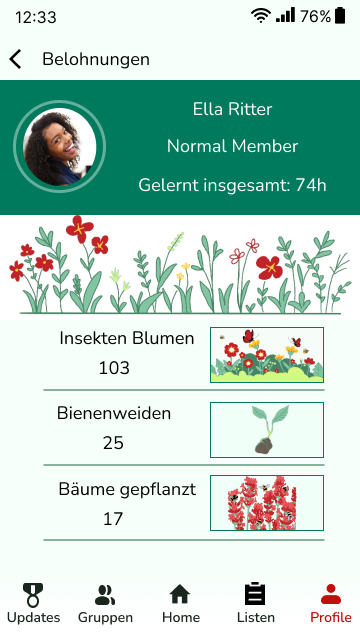 12:33
76%
Belohnungen
Ella Ritter
Normal Member
Gelernt insgesamt: 74h
Insekten Blumen
103
Bienenweiden
25
Bäume gepflanzt
17
Updates Gruppen Home Listen Profile